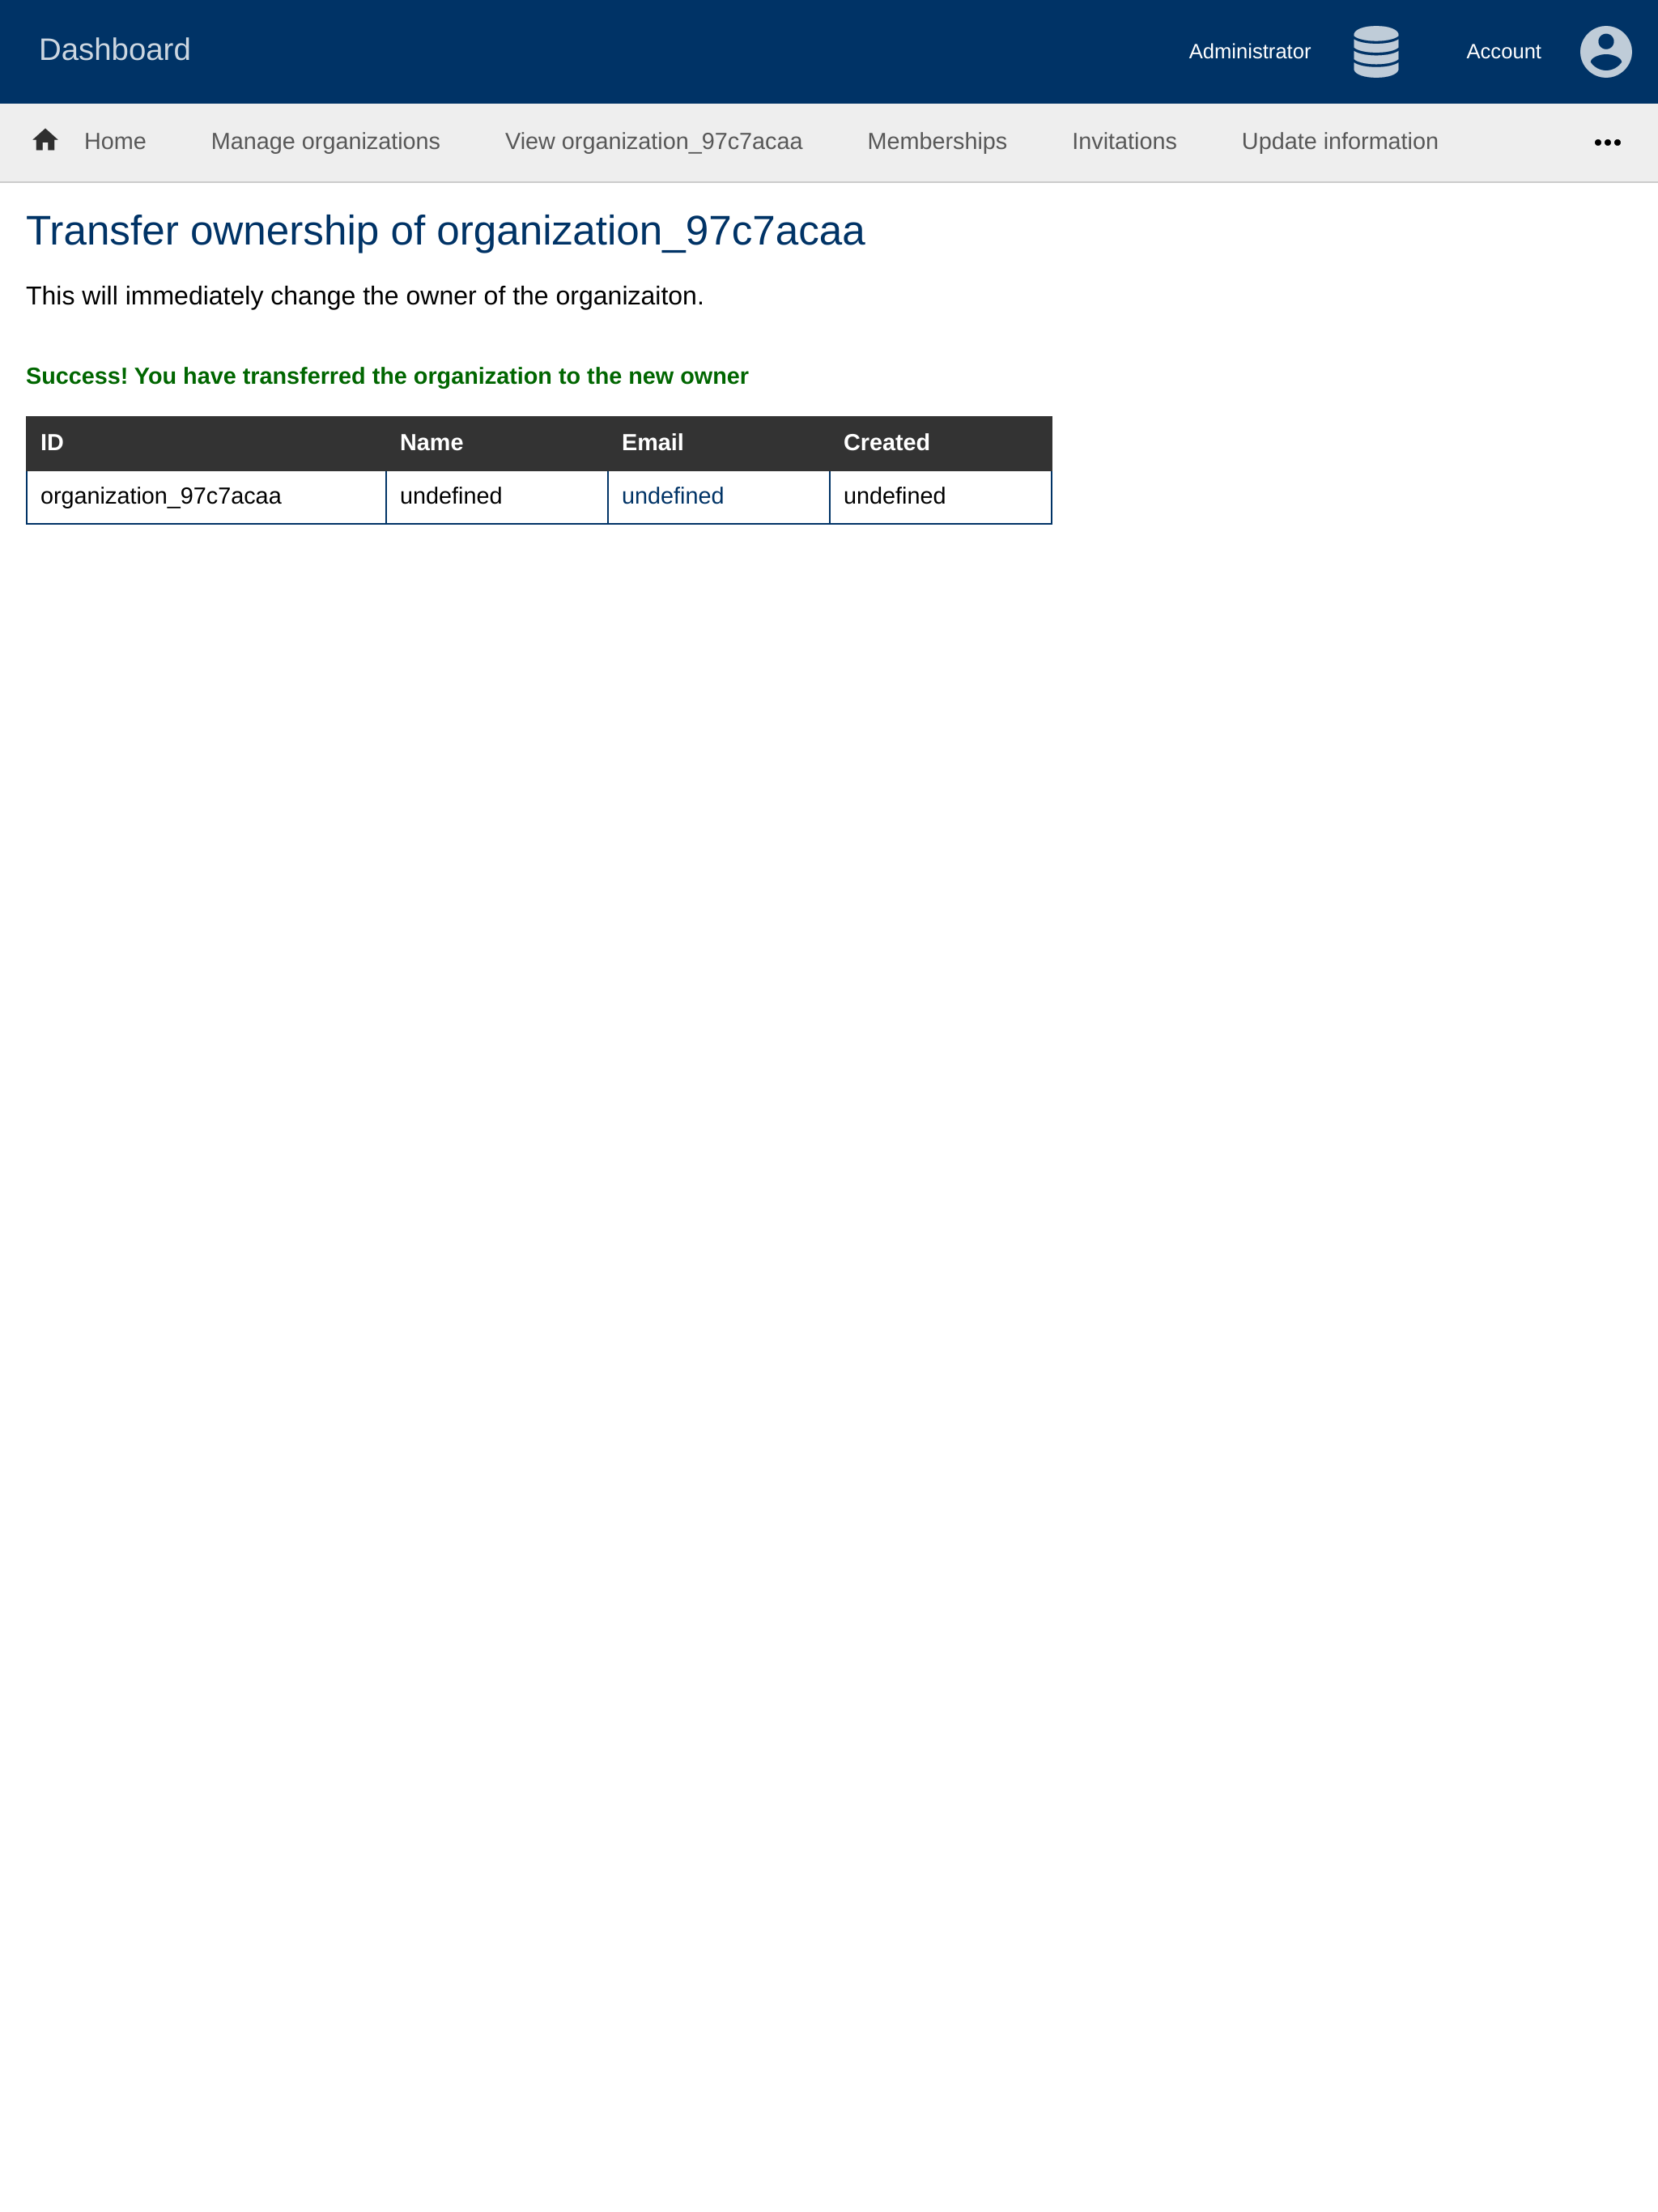 Dashboard
Administrator
Account
Home
Manage organizations
View organization_97c7acaa
Memberships
Invitations
Update information
Transfer ownership of organization_97c7acaa
This will immediately change the owner of the organizaiton.
Success! You have transferred the organization to the new owner
ID Name Email Created
organization_97c7acaa undefined undefined undefined